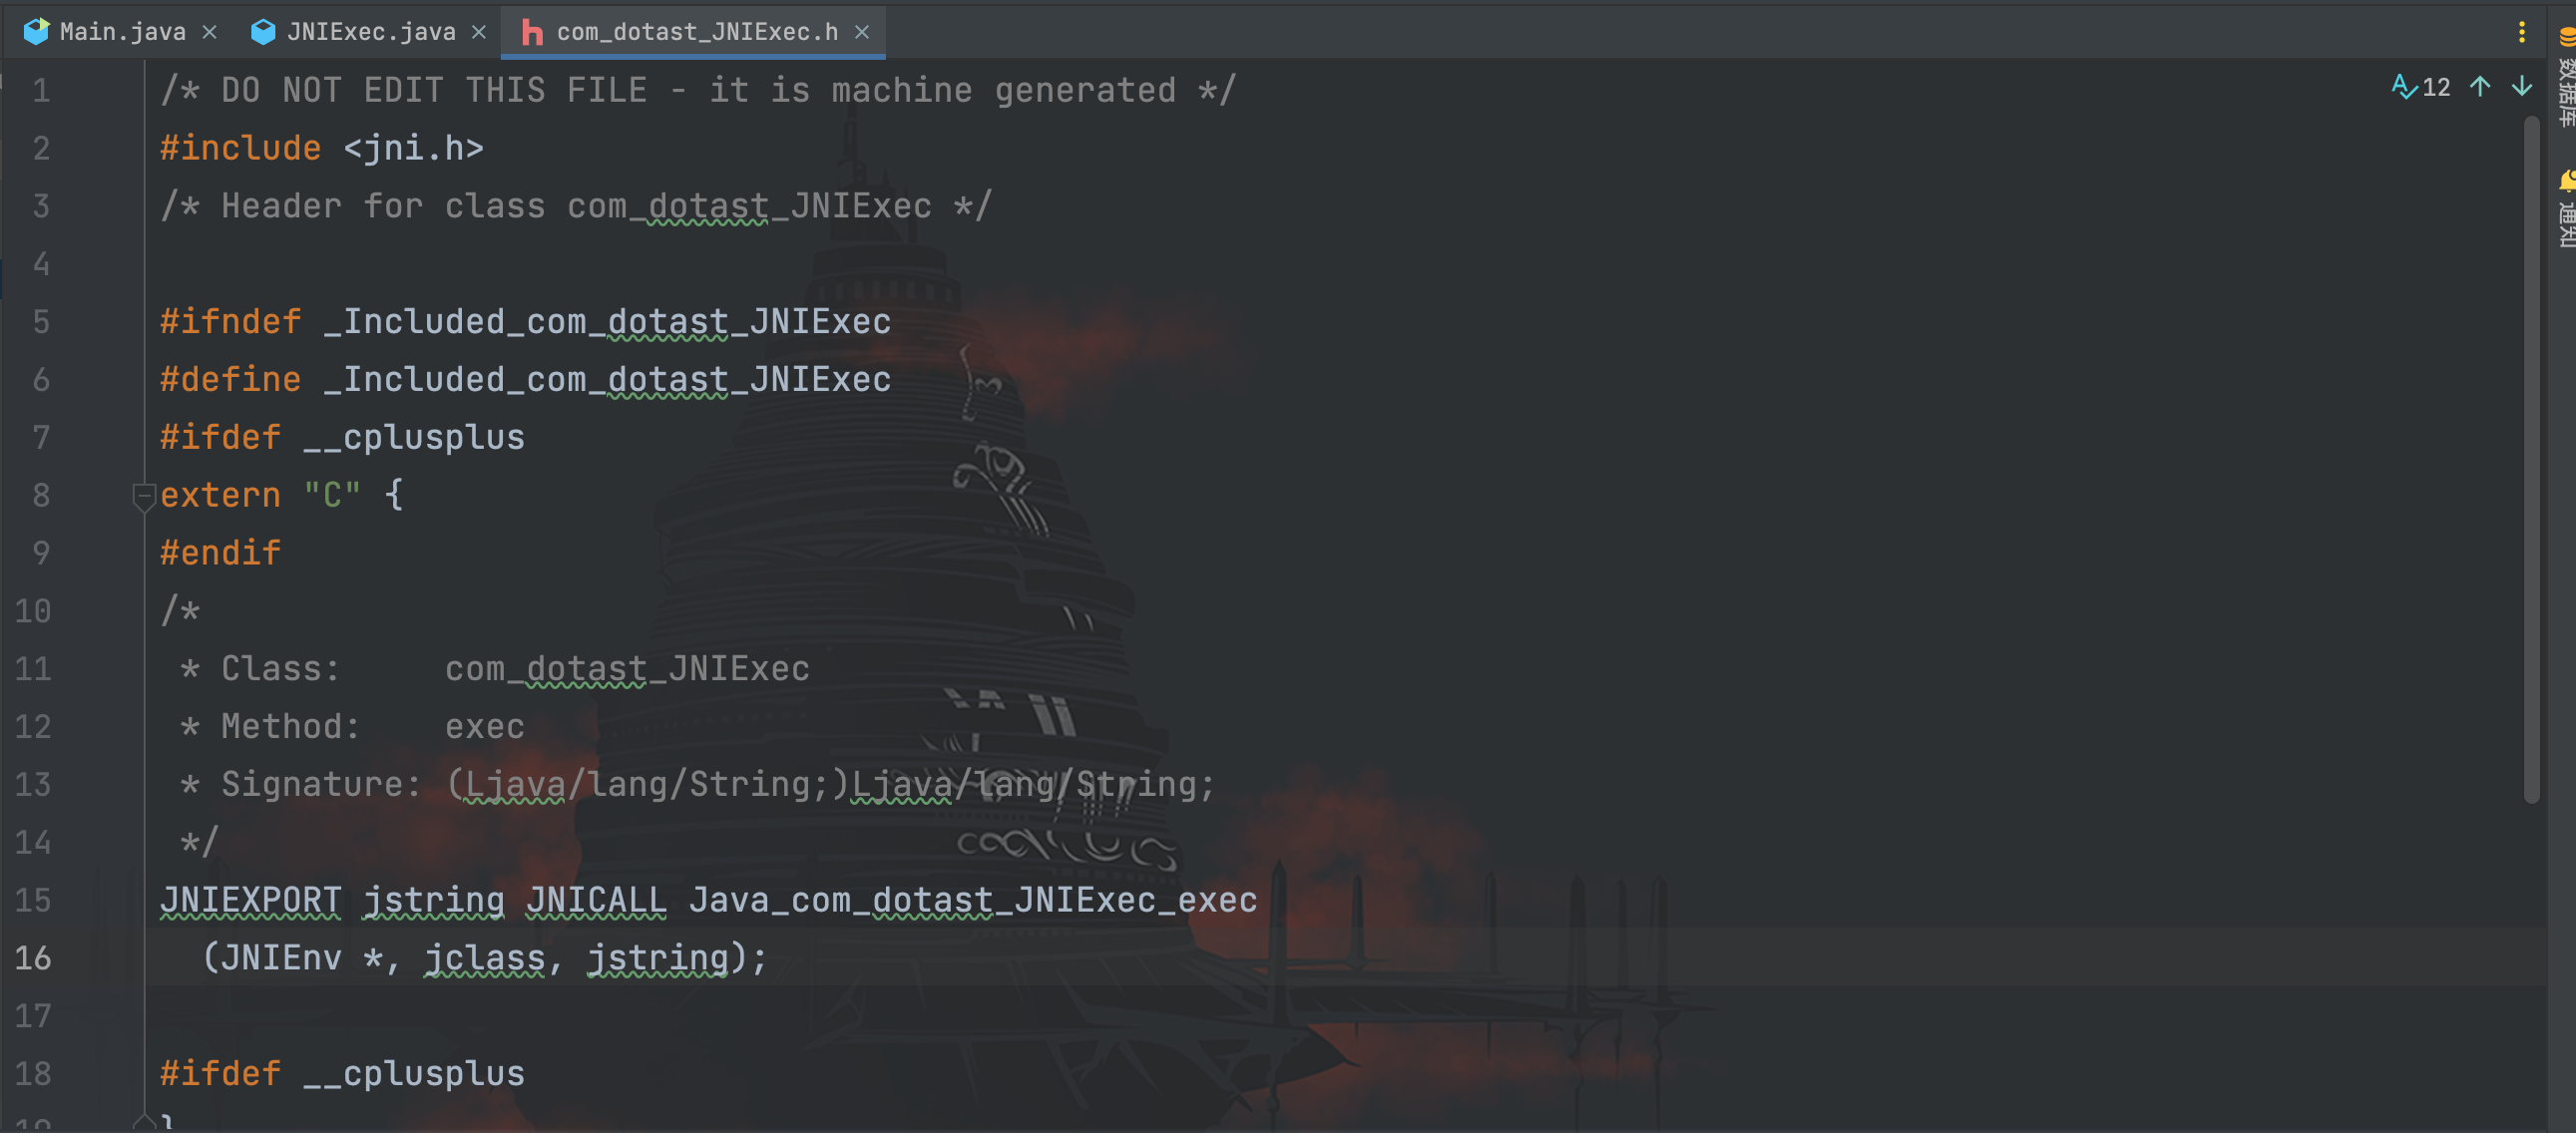 Main.java
JNIExec.java
com_dotast_JNIExec.h
12
数据库
通知
1 /* DO NOT EDIT THIS FILE - it is machine generated */
2 #include <jni.h>
3 /* Header for class com_dotast_JNIExec */
4
5 #ifndef _Included_com_dotast_JNIExec
6 #define _Included_com_dotast_JNIExec
7 #ifdef __cplusplus
8 extern "C" {
9 #endif
10 /*
11  * Class:     com_dotast_JNIExec
12  * Method:    exec
13  * Signature: (Ljava/lang/String;)Ljava/lang/String;
14  */
15 JNIEXPORT jstring JNICALL Java_com_dotast_JNIExec_exec
16   (JNIEnv *, jclass, jstring);
17
18 #ifdef __cplusplus
19 }